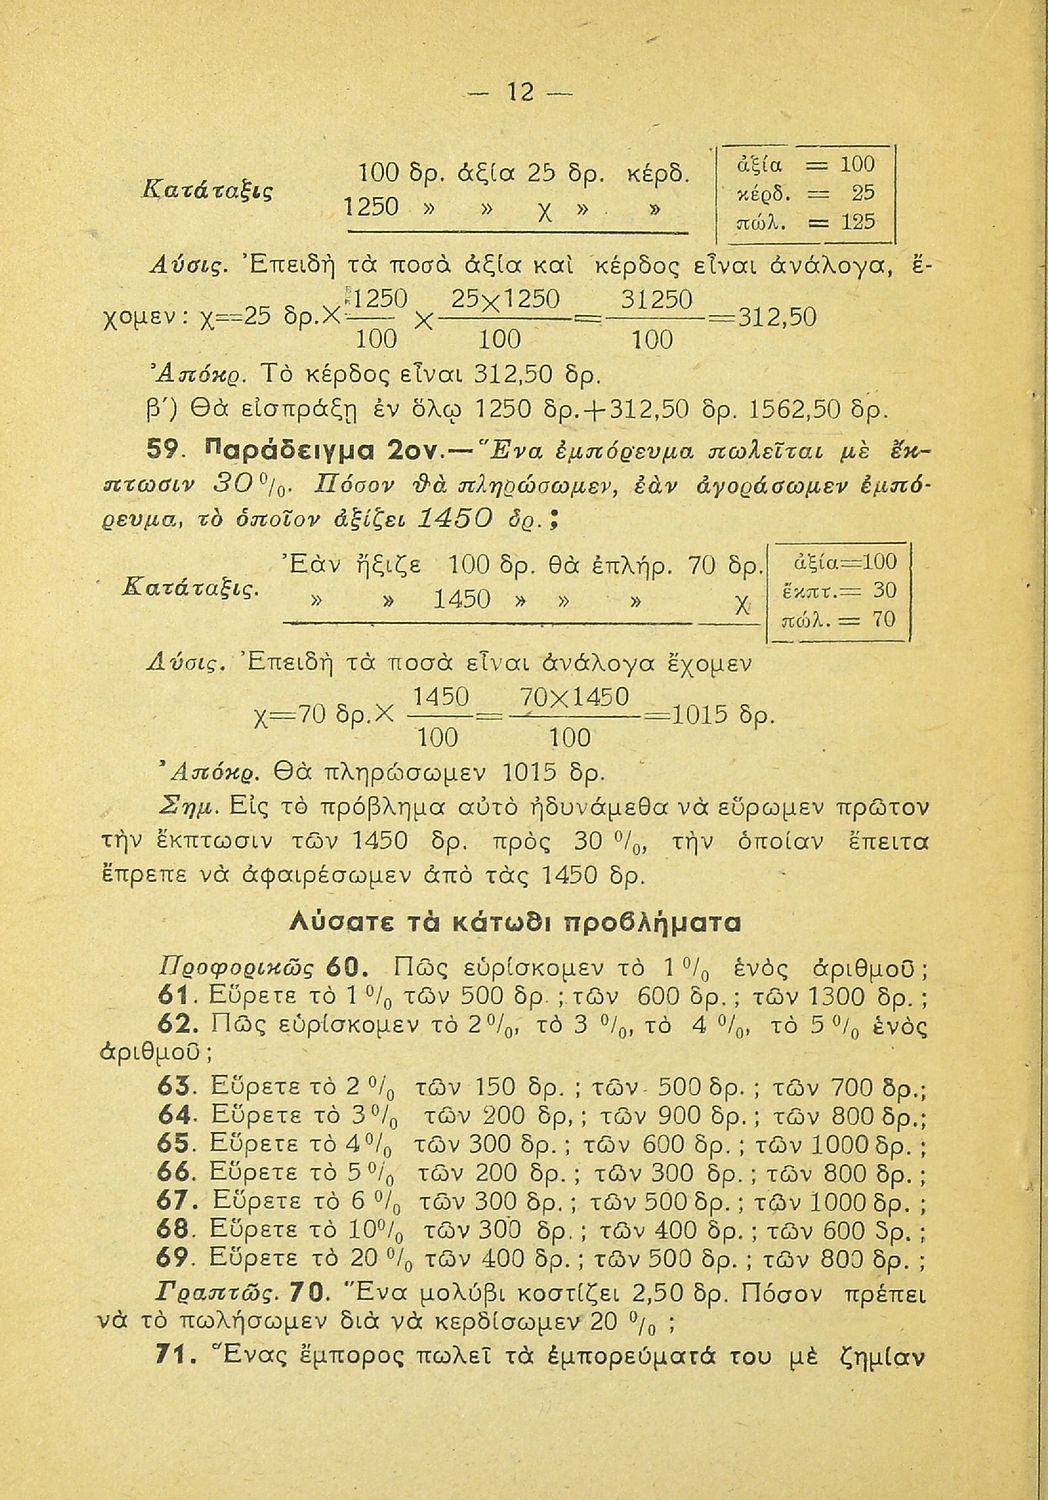 — 12 —
Κατάταξις
100 δρ. ἀξία 25 δρ. κέρδ.
1250 » » χ » . »
ἀξία = 100
κέρδ. = 25
πώλ. = 125
Λύσις. Ἐπειδὴ τὰ ποσὰ ἀξία καὶ κέρδος εἶναι ἀνάλογα, ἔ-
χομεν : χ=25 δρ.Χ 1250/100 χ 25χ1250/100 = 31250/100 =312,50
Ἀπόκρ. Τὸ κέρδος εἶναι 312,50 δρ.
β′) Θὰ εἰσπράξῃ ἐν ὅλῳ 1250 δρ.+312,50 δρ. 1562,50 δρ.
59. Παράδειγμα 2ον.— Ἕνα ἐμπόρευμα πωλεῖται μὲ ἔκ-
πτωσιν 30 %. Πόσον θὰ πληρώσωμεν, ἐὰν ἀγοράσωμεν ἐμπό-
ρευμα, τὸ ὁποῖον ἀξίζει 1450 δρ. ;
Κατάταξις.
Ἐὰν ἤξιζε 100 δρ. θὰ ἐπλήρ. 70 δρ.
» » 1450 » » » χ
ἀξία=100
ἔκπτ.= 30
πώλ. = 70
Λύσις. Ἐπειδὴ τὰ ποσὰ εἶναι ἀνάλογα ἔχομεν
χ=70 δρ.Χ 1450/100 = 70Χ1450/100 =1015 δρ.
Ἀπόκρ. Θὰ πληρώσωμεν 1015 δρ.
Σημ. Εἰς τὸ πρόβλημα αὐτὸ ἠδυνάμεθα νὰ εὕρωμεν πρῶτον
τὴν ἔκπτωσιν τῶν 1450 δρ. πρὸς 30 %, τὴν ὁποίαν ἔπειτα
ἔπρεπε νὰ ἀφαιρέσωμεν ἀπὸ τὰς 1450 δρ.
Λύσατε τὰ κάτωθι προβλήματα
Προφορικῶς 60. Πῶς εὑρίσκομεν τὸ 1 % ἑνὸς ἀριθμοῦ ;
61. Εὕρετε τὸ 1 % τῶν 500 δρ. ; τῶν 600 δρ. ; τῶν 1300 δρ. ;
62. Πῶς εὑρίσκομεν τὸ 2 %, τὸ 3 %, τὸ 4 %, τὸ 5 % ἑνὸς
ἀριθμοῦ ;
63. Εὕρετε τὸ 2 % τῶν 150 δρ. ; τῶν 500 δρ. ; τῶν 700 δρ.;
64. Εὕρετε τὸ 3 % τῶν 200 δρ, ; τῶν 900 δρ. ; τῶν 800 δρ.;
65. Εὕρετε τὸ 4 % τῶν 300 δρ. ; τῶν 600 δρ. ; τῶν 1000 δρ. ;
66. Εὕρετε τὸ 5 % τῶν 200 δρ. ; τῶν 300 δρ. ; τῶν 800 δρ. ;
67. Εὕρετε τὸ 6 % τῶν 300 δρ. ; τῶν 500 δρ. ; τῶν 1000 δρ. ;
68. Εὕρετε τὸ 10% τῶν 300 δρ. ; τῶν 400 δρ. ; τῶν 600 δρ. ;
69. Εὕρετε τὸ 20 % τῶν 400 δρ. ; τῶν 500 δρ. ; τῶν 800 δρ. ;
Γραπτῶς. 70. Ἕνα μολύβι κοστίζει 2,50 δρ. Πόσον πρέπει
νὰ τὸ πωλήσωμεν διὰ νὰ κερδίσωμεν 20 % ;
71. Ἕνας ἔμπορος πωλεῖ τὰ ἐμπορεύματά του μὲ ζημίαν